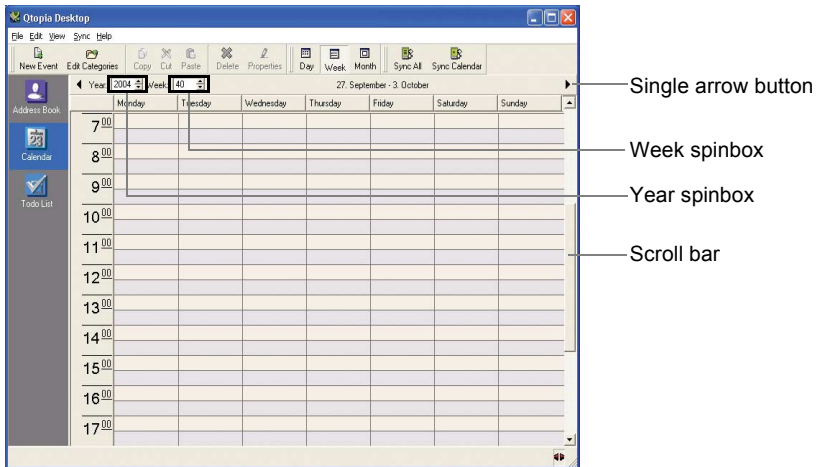 Qtopia Desktop
File Edit View Sync Help
New Event Edit Categories Copy Cut Paste Delete Properties Day Week Month Sync All Sync Calendar
Year: 2004 Week: 40 27. September - 3. October
Single arrow button
Monday Tuesday Wednesday Thursday Friday Saturday Sunday
Address Book
7 00
23
Calendar
8 00
Week spinbox
9 00
Year spinbox
Todo List
10 00
11 00
Scroll bar
12 00
13 00
14 00
15 00
16 00
17 00